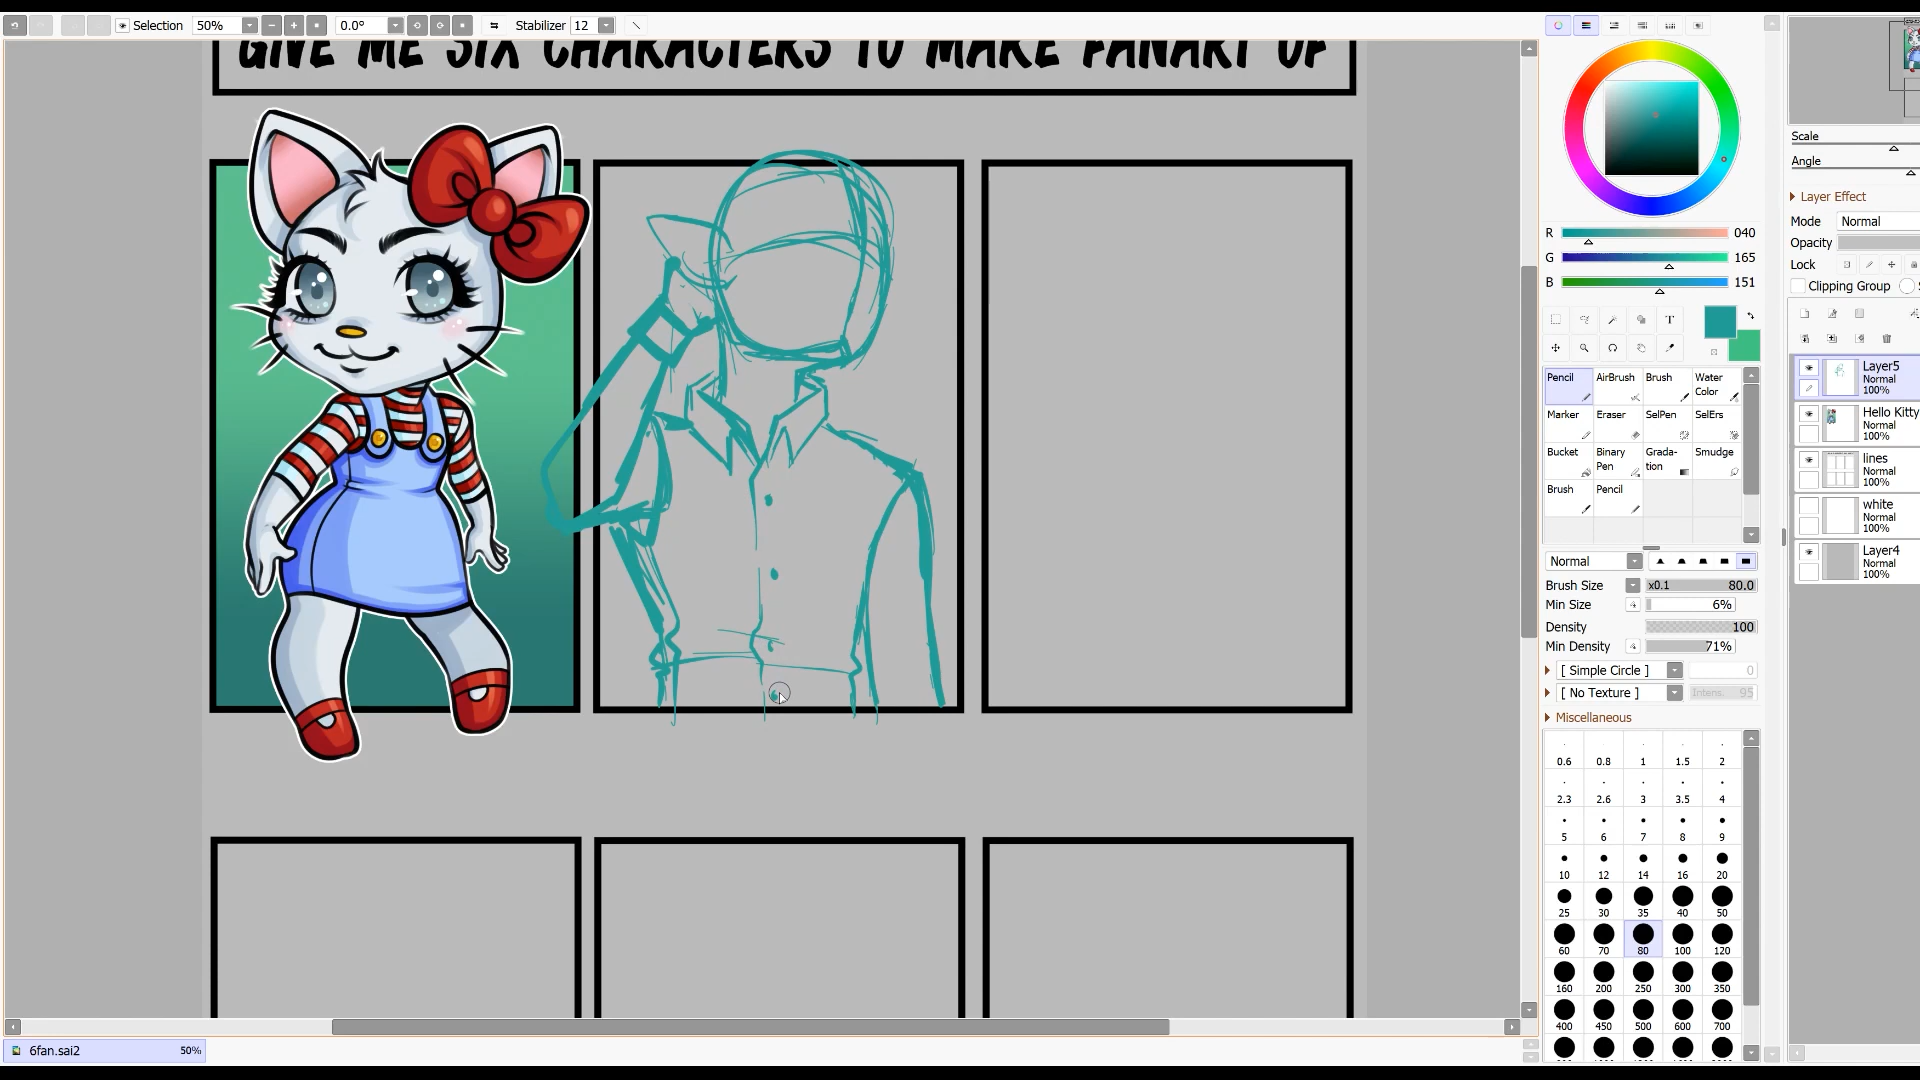 Selection
50%
0.0°
Stabilizer 12
GIVE ME SIX CHARACTERS TO MAKE FANART OF
R 040
G 165
B 151
T
Pencil AirBrush Brush Water Color
Marker Eraser SelPen SelErs
Bucket Binary Pen Grada-tion Smudge
Brush Pencil
Normal
Brush Size x0.1 80.0
Min Size 6%
Density 100
Min Density 71%
[ Simple Circle ] 0
[ No Texture ] Intens. 95
Miscellaneous
0.6 0.8 1 1.5 2
2.3 2.6 3 3.5 4
5 6 7 8 9
10 12 14 16 20
25 30 35 40 50
60 70 80 100 120
160 200 250 300 350
400 450 500 600 700
Scale
Angle
Layer Effect
Mode Normal
Opacity
Lock
Clipping Group
Layer5
Normal
100%
Hello Kitty
Normal
100%
lines
Normal
100%
white
Normal
100%
Layer4
Normal
100%
6fan.sai2 50%